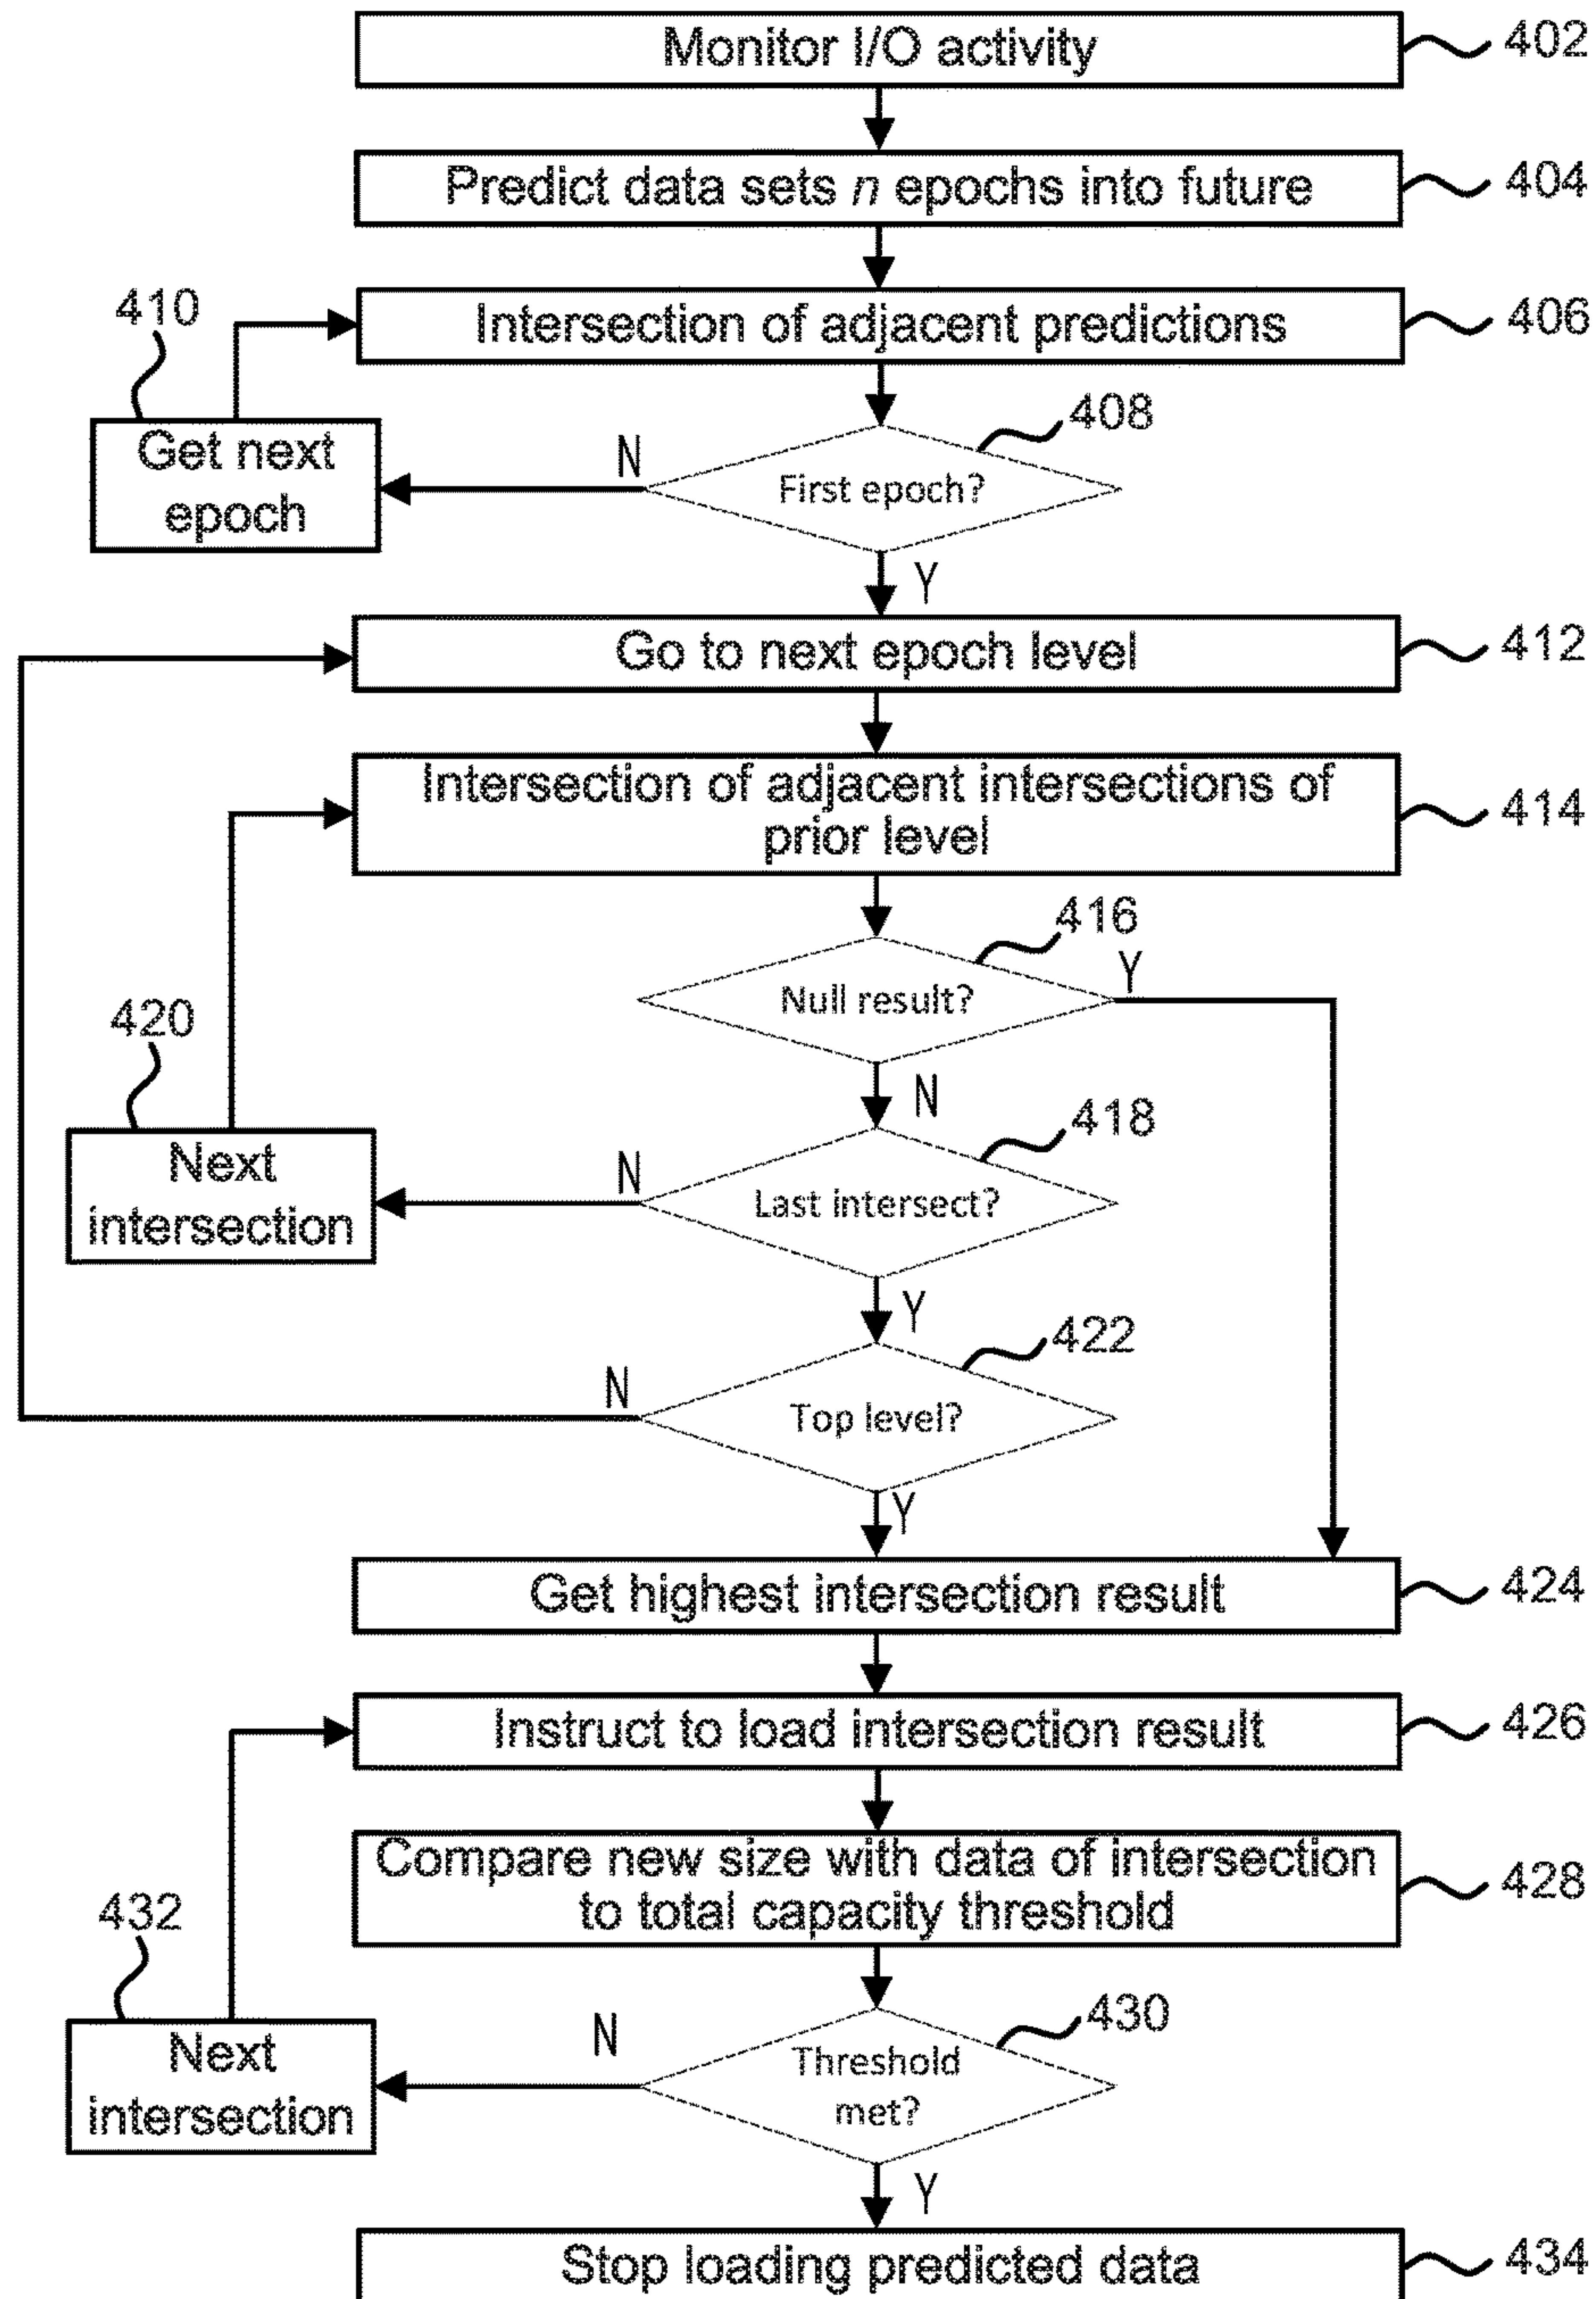 Monitor I/O activity
402
Predict data sets n epochs into future
404
410
Intersection of adjacent predictions
406
408
Get next
epoch
N
First epoch?
Y
Go to next epoch level
412
Intersection of adjacent intersections of
prior level
414
416
Null result?
Y
420
N
418
Next
intersection
N
Last intersect?
Y
422
N
Top level?
Y
Get highest intersection result
424
Instruct to load intersection result
426
Compare new size with data of intersection
to total capacity threshold
428
432
430
Next
intersection
N
Threshold
met?
Y
Stop loading predicted data
434